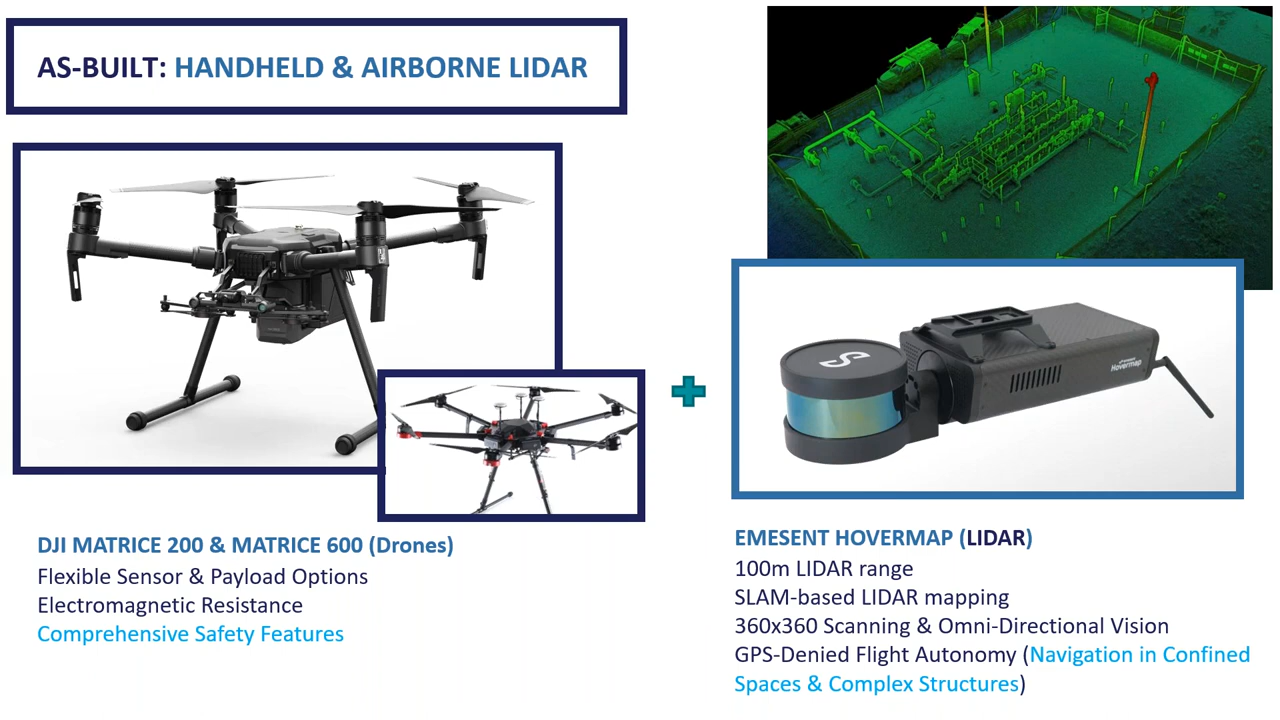 AS-BUILT: HANDHELD & AIRBORNE LIDAR
Hovermap
DJI MATRICE 200 & MATRICE 600 (Drones)
Flexible Sensor & Payload Options
Electromagnetic Resistance
Comprehensive Safety Features
EMESENT HOVERMAP (LIDAR)
100m LIDAR range
SLAM-based LIDAR mapping
360x360 Scanning & Omni-Directional Vision
GPS-Denied Flight Autonomy (Navigation in Confined
Spaces & Complex Structures)